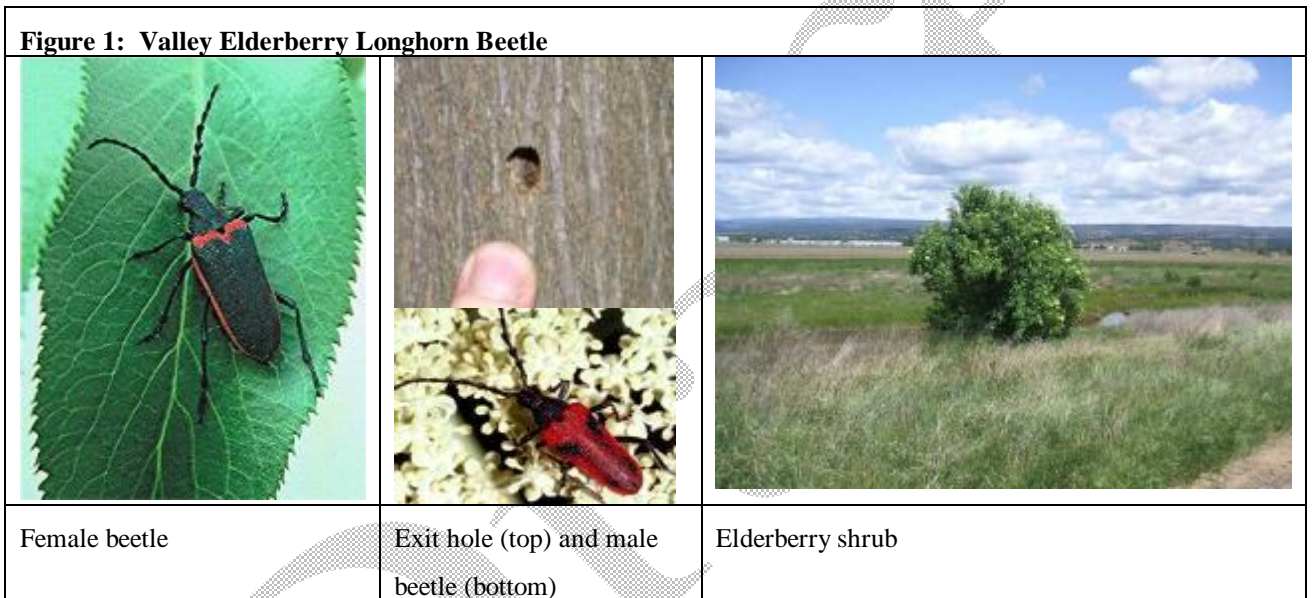 Figure 1:  Valley Elderberry Longhorn Beetle
Female beetle
Exit hole (top) and male
beetle (bottom)
Elderberry shrub